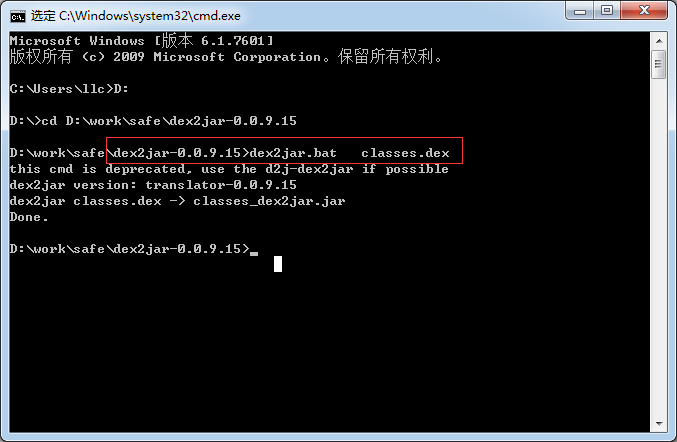 选定 C:\Windows\system32\cmd.exe
Microsoft Windows [版本 6.1.7601]
版权所有 (c) 2009 Microsoft Corporation。保留所有权利。
C:\Users\llc>D:
D:\>cd D:\work\safe\dex2jar-0.0.9.15
D:\work\safe\dex2jar-0.0.9.15>dex2jar.bat   classes.dex
this cmd is deprecated, use the d2j-dex2jar if possible
dex2jar version: translator-0.0.9.15
dex2jar classes.dex -> classes_dex2jar.jar
Done.
D:\work\safe\dex2jar-0.0.9.15>